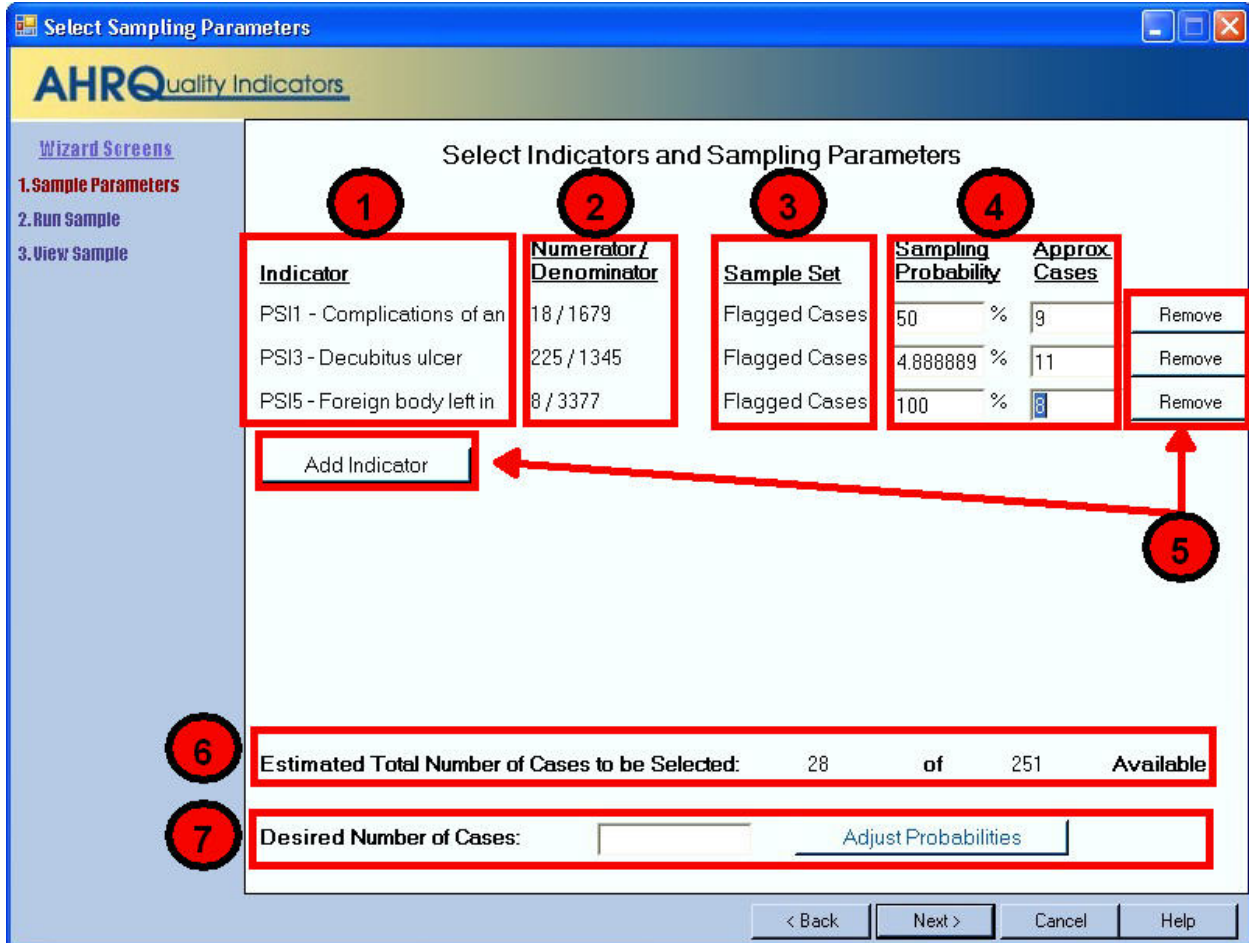 Select Sampling Parameters
AHRQuality Indicators
Wizard Screens
1.Sample Parameters
2.Run Sample
3.View Sample
Select Indicators and Sampling Parameters
1
2
3
4
Indicator
Numerator/
Denominator
Sample Set
Sampling
Probability
Approx.
Cases
PSI1 - Complications of an 18 / 1679 Flagged Cases 50 % 9 Remove
PSI3 - Decubitus ulcer 225 / 1345 Flagged Cases 4.888889 % 11 Remove
PSI5 - Foreign body left in 8 / 3377 Flagged Cases 100 % 8 Remove
Add Indicator
5
6
Estimated Total Number of Cases to be Selected: 28 of 251 Available
7
Desired Number of Cases: Adjust Probabilities
< Back Next > Cancel Help